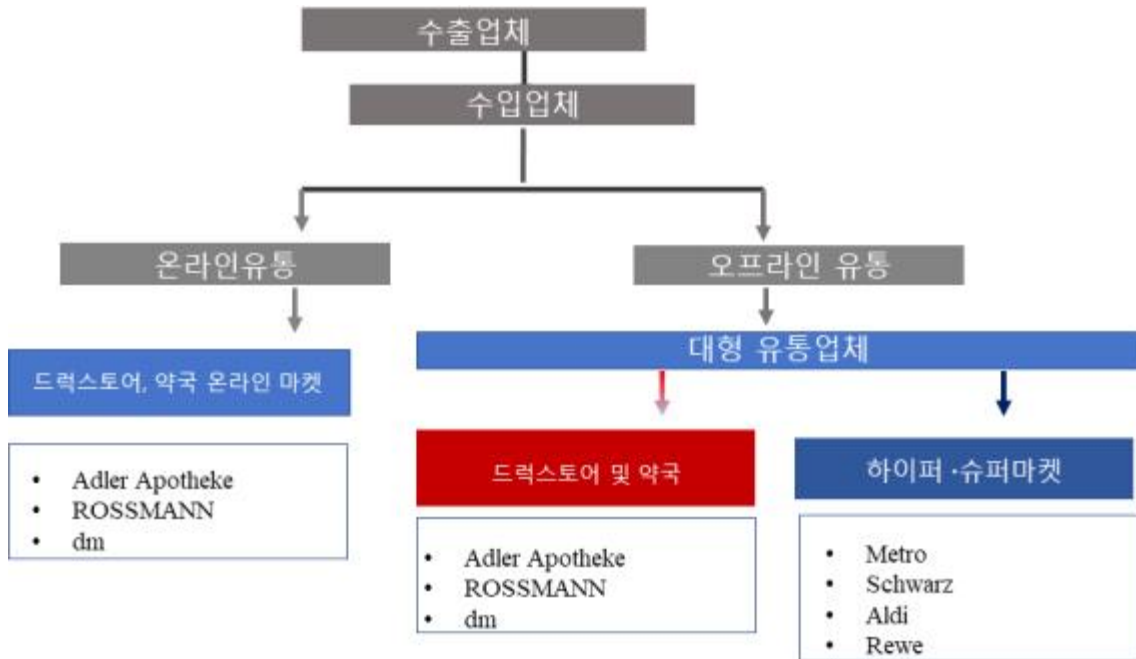 수출업체
수입업체
온라인유통
오프라인 유통
대형 유통업체
드럭스토어, 약국 온라인 마켓
• Adler Apotheke
• ROSSMANN
• dm
드럭스토어 및 약국
• Adler Apotheke
• ROSSMANN
• dm
하이퍼 ·슈퍼마켓
• Metro
• Schwarz
• Aldi
• Rewe